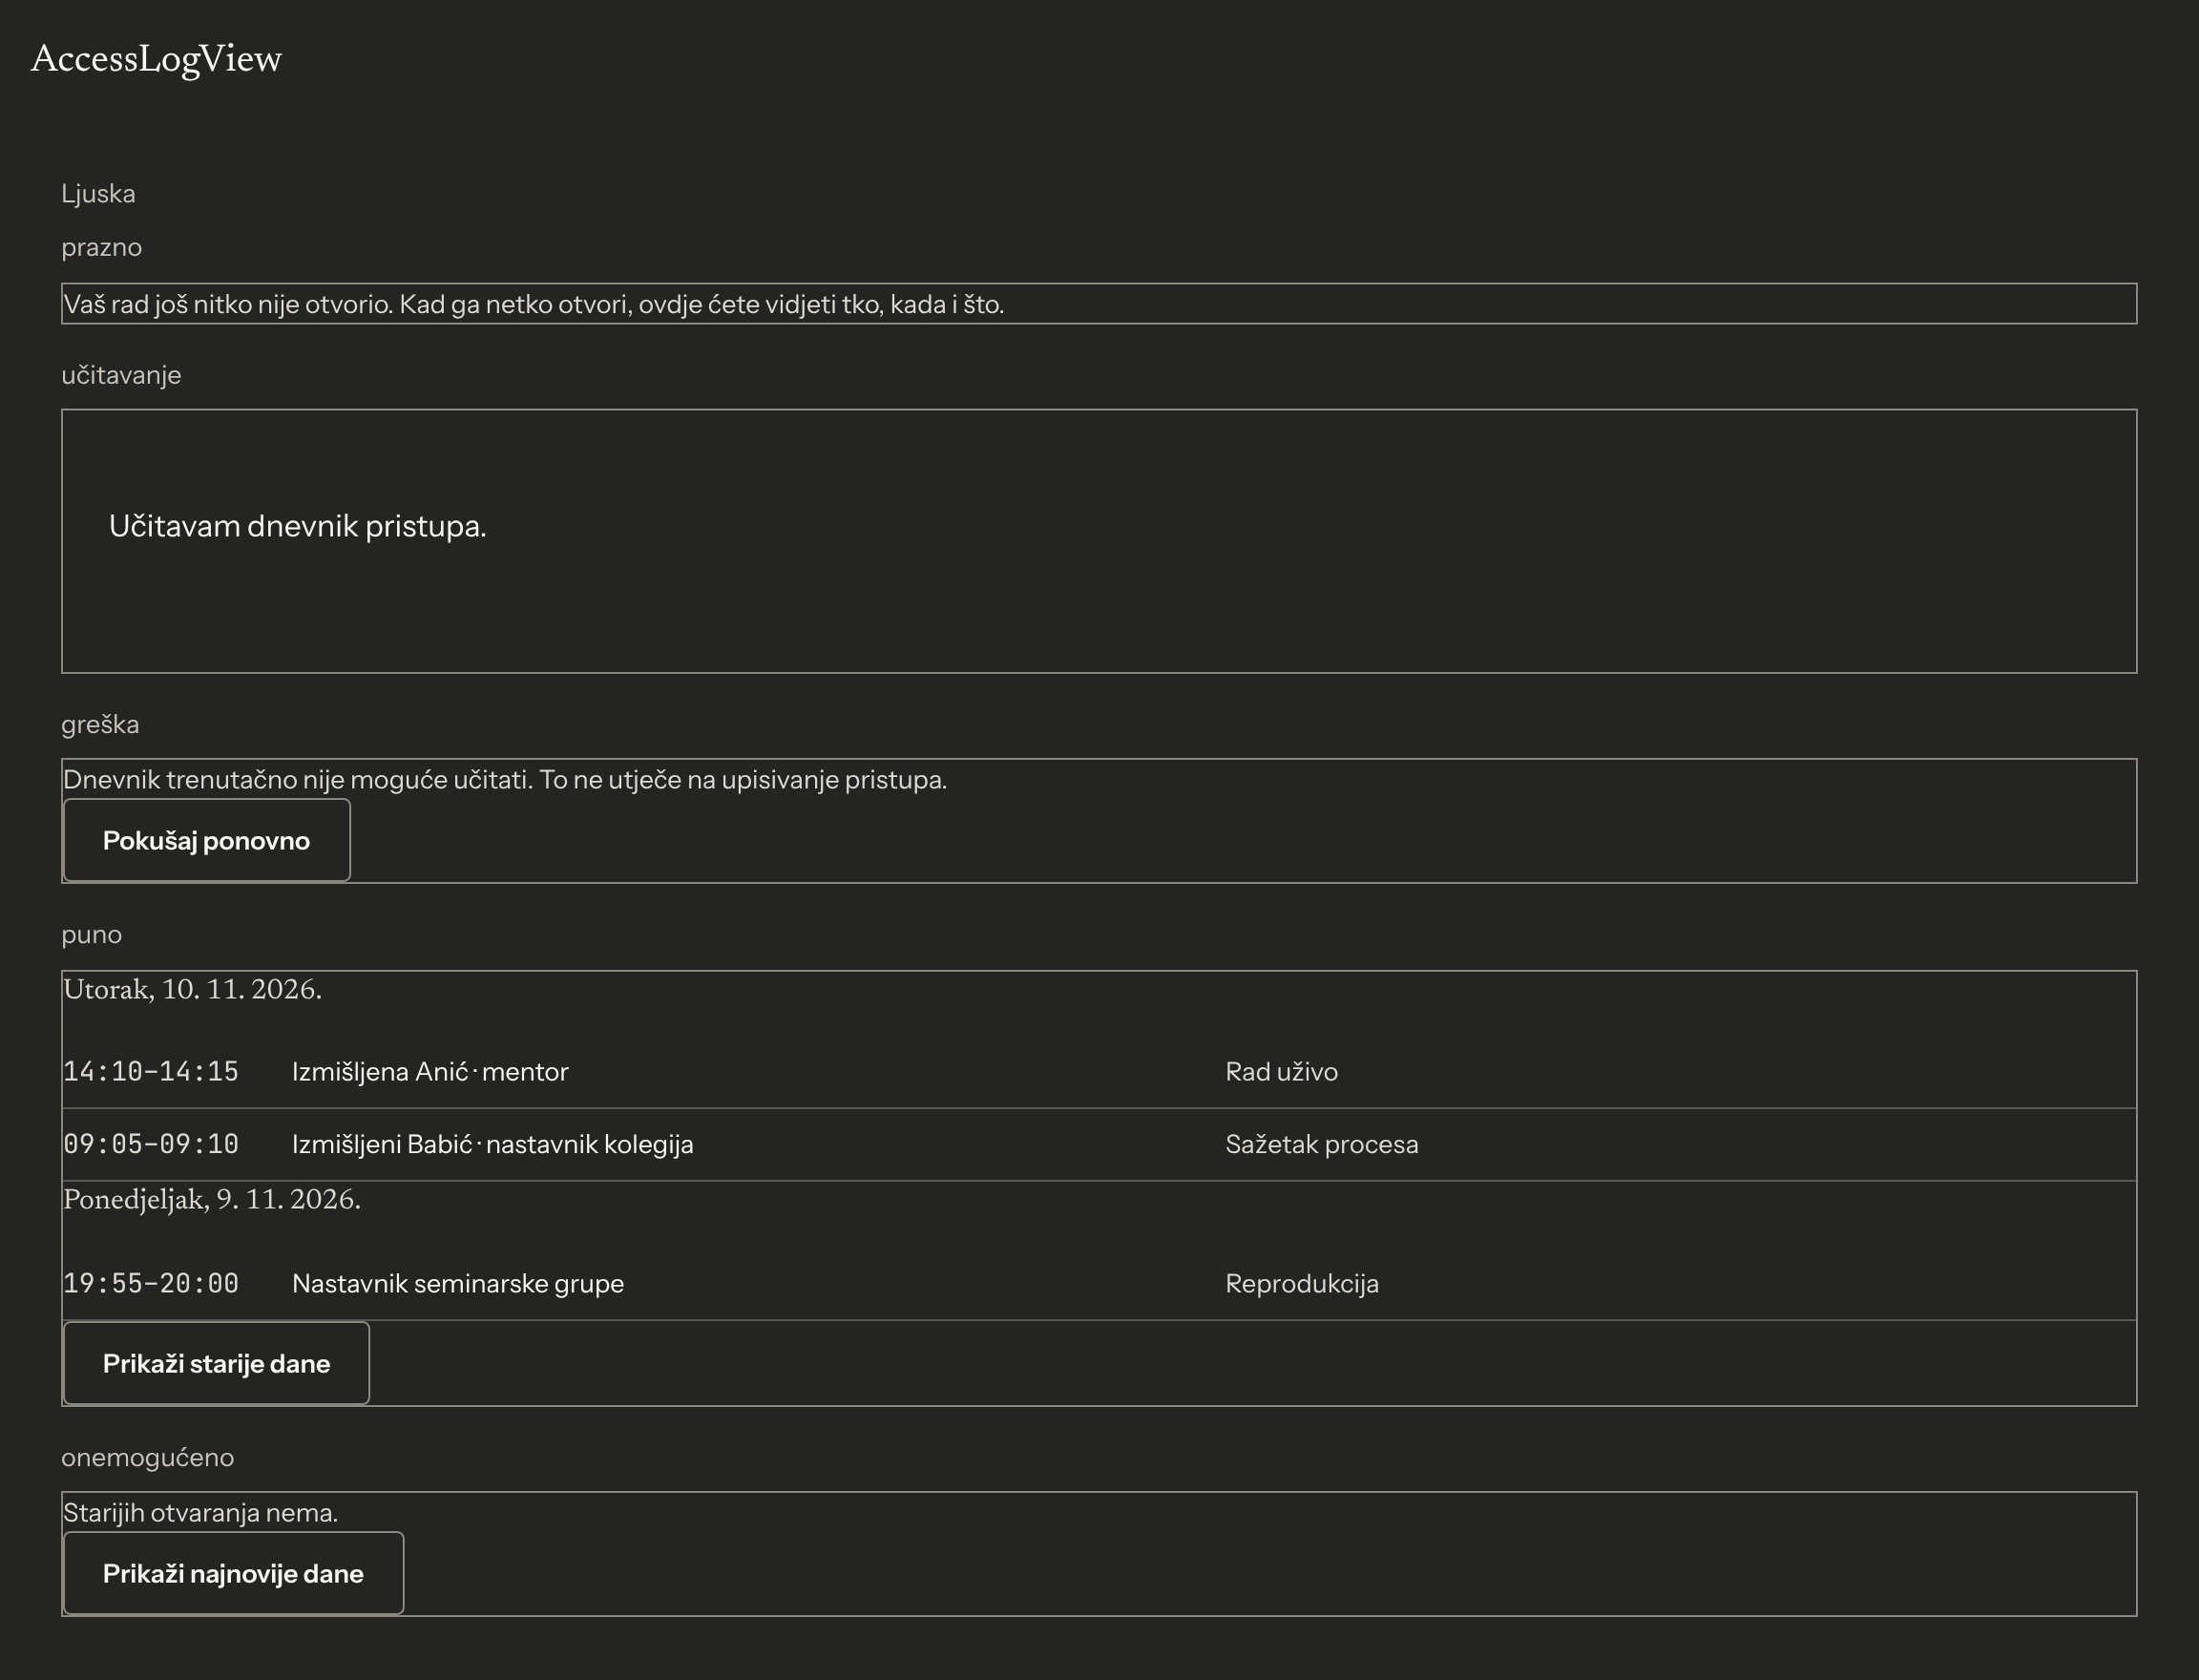 AccessLogView
Ljuska
prazno
Vaš rad još nitko nije otvorio. Kad ga netko otvori, ovdje ćete vidjeti tko, kada i što.
učitavanje
Učitavam dnevnik pristupa.
greška
Dnevnik trenutačno nije moguće učitati. To ne utječe na upisivanje pristupa.
Pokušaj ponovno
puno
Utorak, 10. 11. 2026.
14:10–14:15 Izmišljena Anić · mentor Rad uživo
09:05–09:10 Izmišljeni Babić · nastavnik kolegija Sažetak procesa
Ponedjeljak, 9. 11. 2026.
19:55–20:00 Nastavnik seminarske grupe Reprodukcija
Prikaži starije dane
onemogućeno
Starijih otvaranja nema.
Prikaži najnovije dane